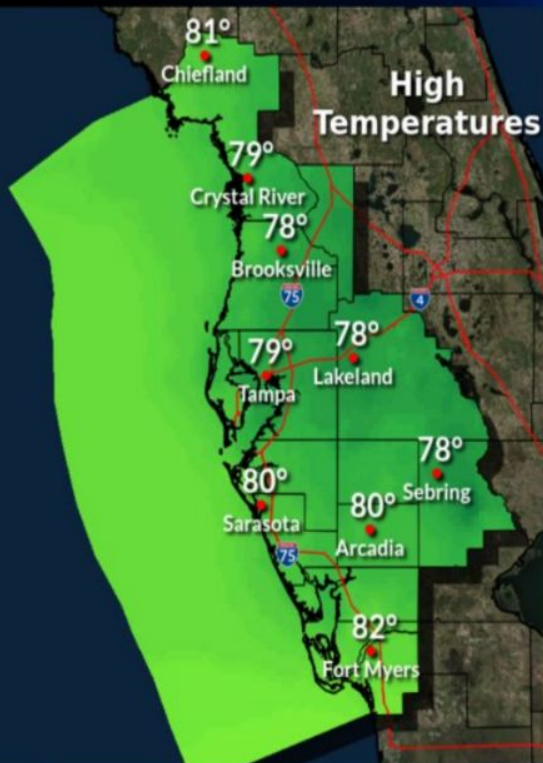 81°
Chiefland
High
Temperatures
79°
Crystal River
78°
Brooksville
75
4
78°
Lakeland
79°
Tampa
78°
Sebring
80°
Sarasota
80°
Arcadia
75
82°
Fort Myers